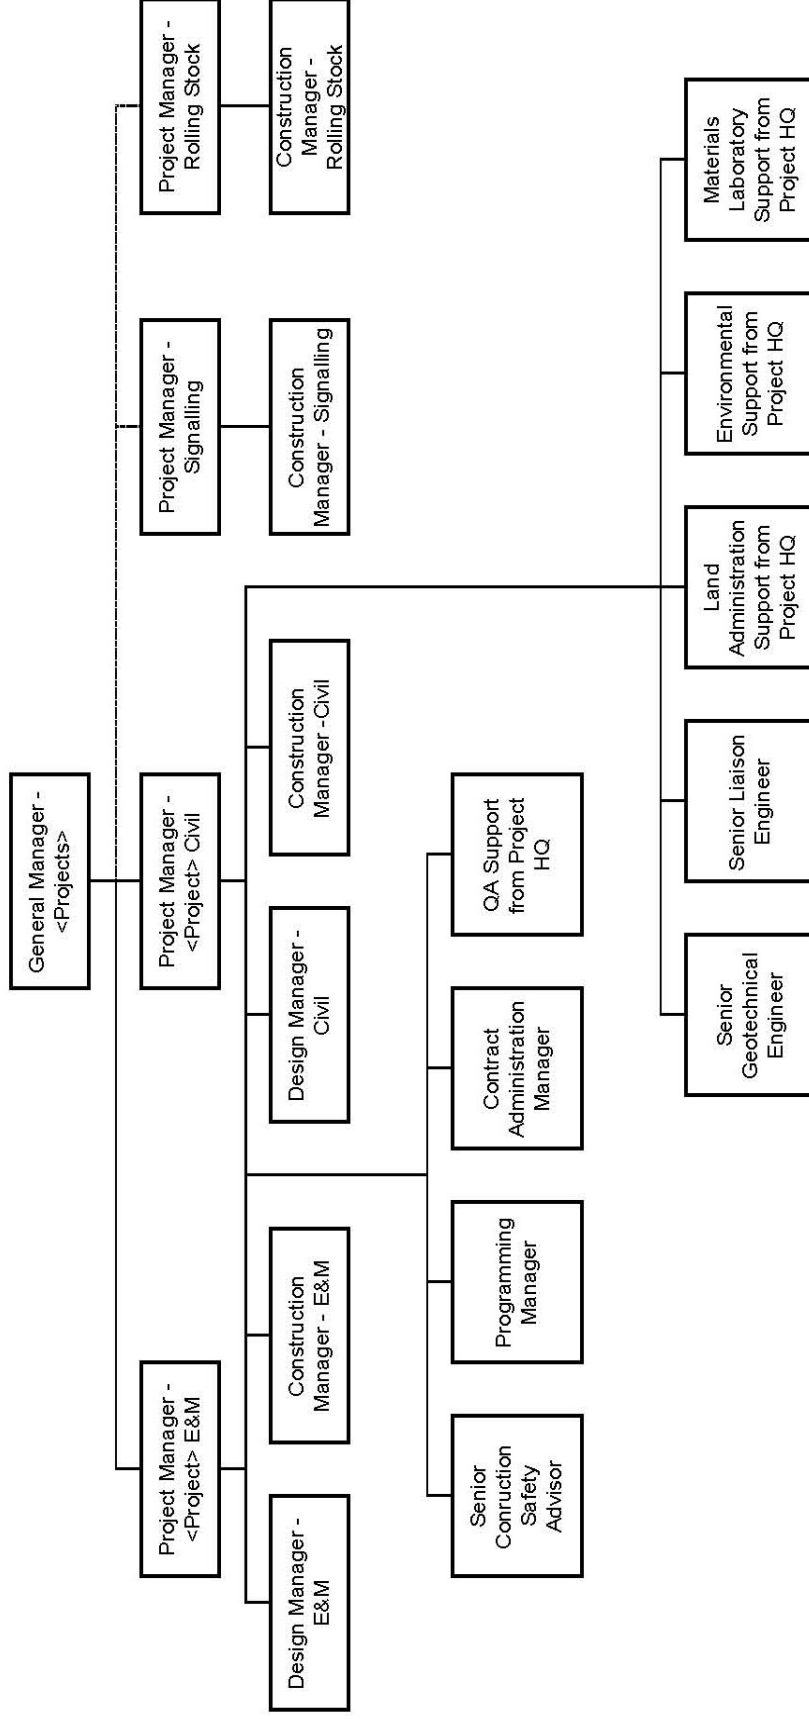 General Manager -
<Projects>
Project Manager -
<Project> E&M
Project Manager -
<Project> Civil
Project Manager -
Signalling
Project Manager -
Rolling Stock
Design Manager -
E&M
Construction
Manager - E&M
Design Manager -
Civil
Construction
Manager -Civil
Construction
Manager - Signalling
Construction
Manager -
Rolling Stock
Senior
Conruction
Safety
Advisor
Programming
Manager
Contract
Administration
Manager
QA Support
from Project
HQ
Senior
Geotechnical
Engineer
Senior Liaison
Engineer
Land
Administration
Support from
Project HQ
Environmental
Support from
Project HQ
Materials
Laboratory
Support from
Project HQ